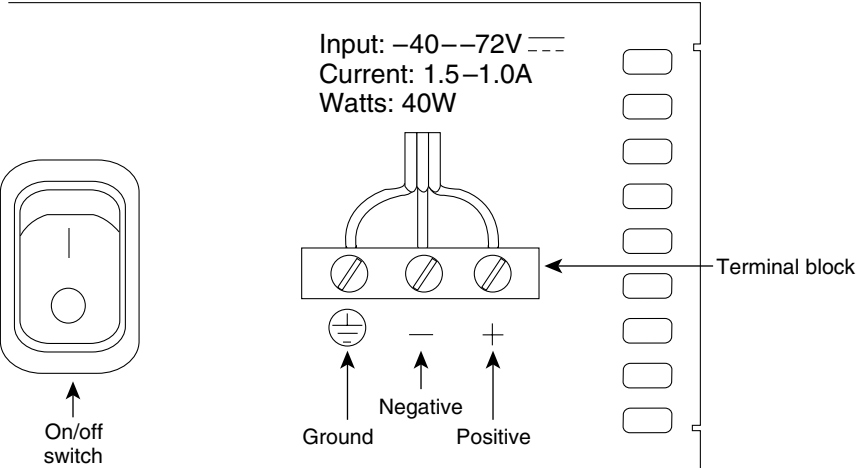 Input: –40––72V
Current: 1.5–1.0A
Watts: 40W
Terminal block
– +
Negative
On/off
switch
Ground
Positive